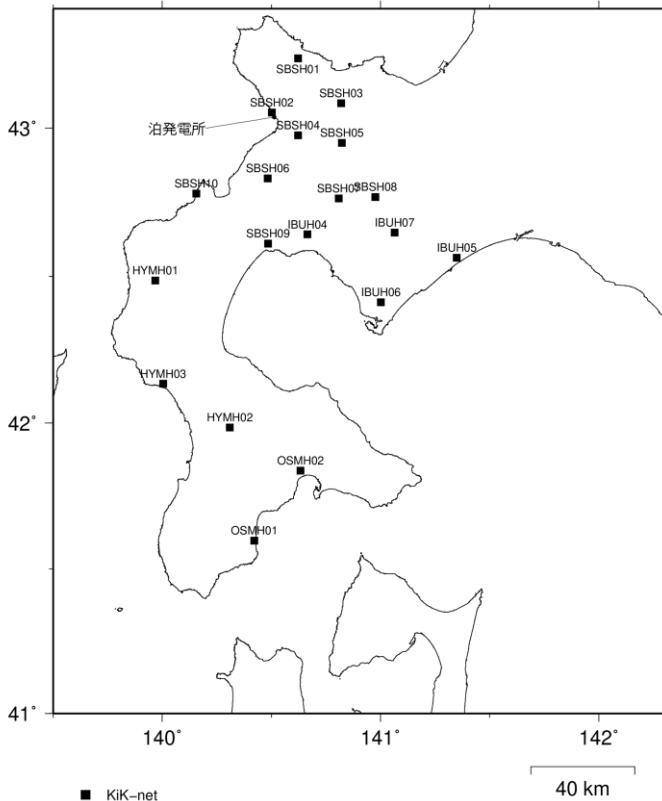 SBSH01
SBSH03
SBSH02
43°
泊発電所
SBSH04
SBSH05
SBSH06
SBSH10
SBSH07
SBSH08
IBUH04
IBUH07
SBSH09
IBUH05
HYMH01
IBUH06
HYMH03
HYMH02
42°
OSMH02
OSMH01
41°
140°
141°
142°
40 km
KiK-net